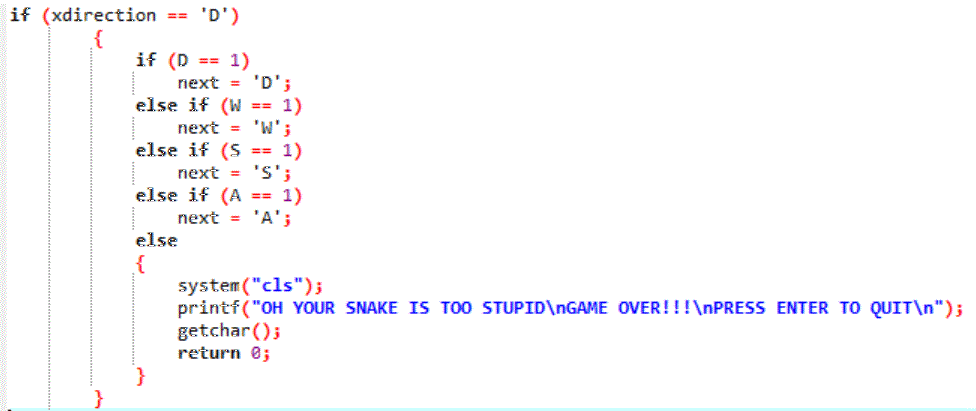 if (xdirection == 'D')
{
if (D == 1)
next = 'D';
else if (W == 1)
next = 'W';
else if (S == 1)
next = 'S';
else if (A == 1)
next = 'A';
else
{
system("cls");
printf("OH YOUR SNAKE IS TOO STUPID\nGAME OVER!!!\nPRESS ENTER TO QUIT\n");
getchar();
return 0;
}
}